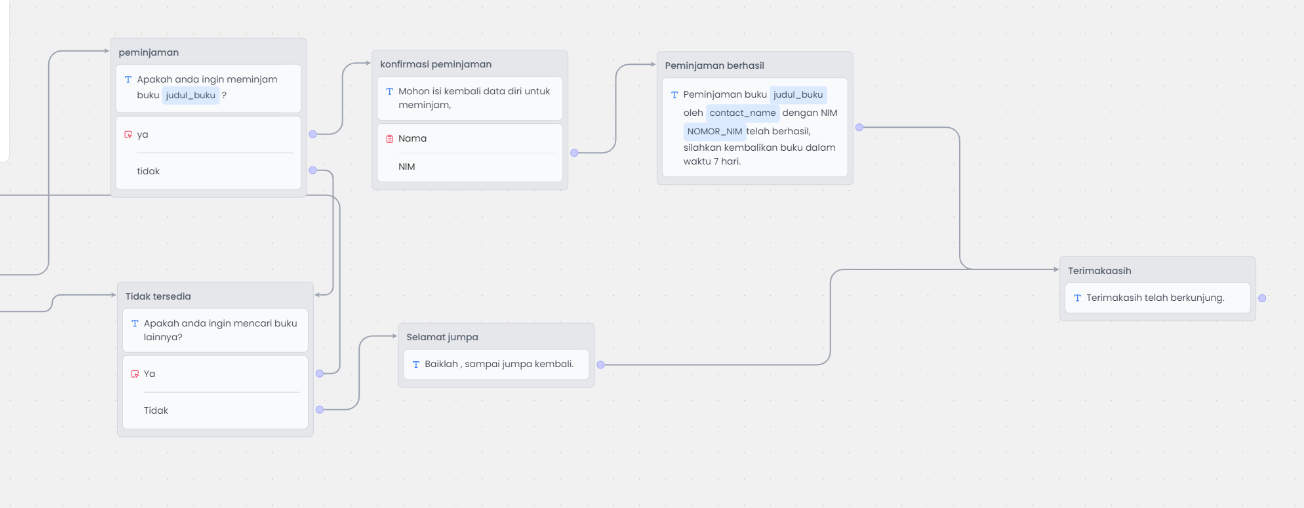 peminjaman
Apakah anda ingin meminjam
buku judul_buku ?
ya
tidak
konfirmasi peminjaman
Mohon isi kembali data diri untuk
meminjam,
Nama
NIM
Peminjaman berhasil
Peminjaman buku judul_buku
oleh contact_name dengan NIM
NOMOR_NIM telah berhasil,
silahkan kembalikan buku dalam
waktu 7 hari.
Tidak tersedia
Apakah anda ingin mencari buku
lainnya?
Ya
Tidak
Selamat jumpa
Baiklah , sampai jumpa kembali.
Terimakaasih
Terimakasih telah berkunjung.